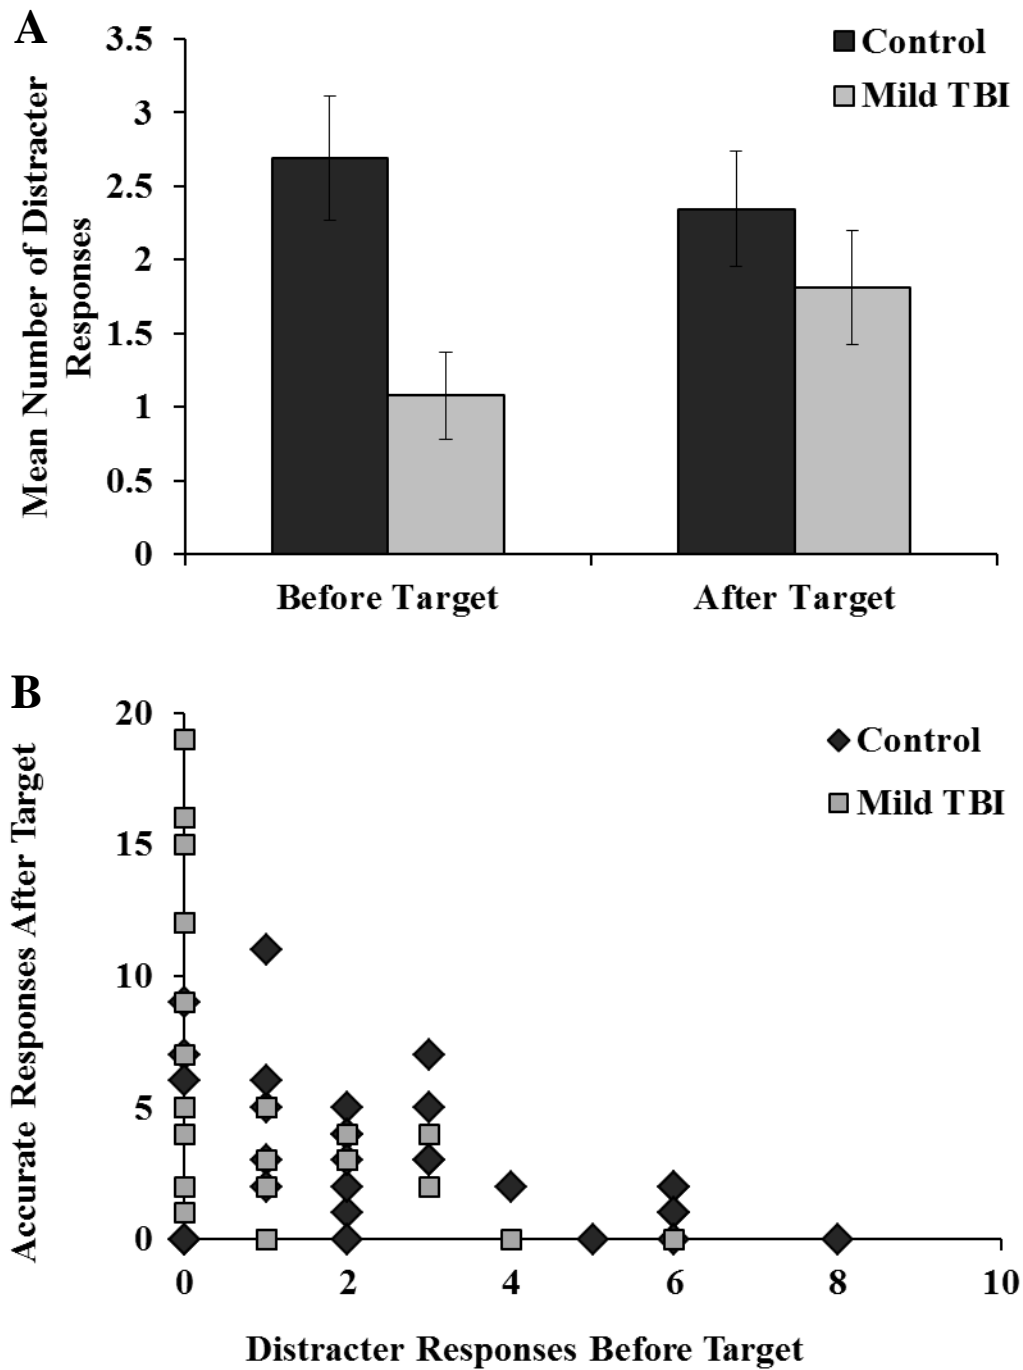 A
3.5
3
2.5
2
1.5
1
0.5
0
Mean Number of Distracter
Responses
Control
Mild TBI
Before Target
After Target
B
20
15
10
5
0
Accurate Responses After Target
Control
Mild TBI
0 2 4 6 8 10
Distracter Responses Before Target